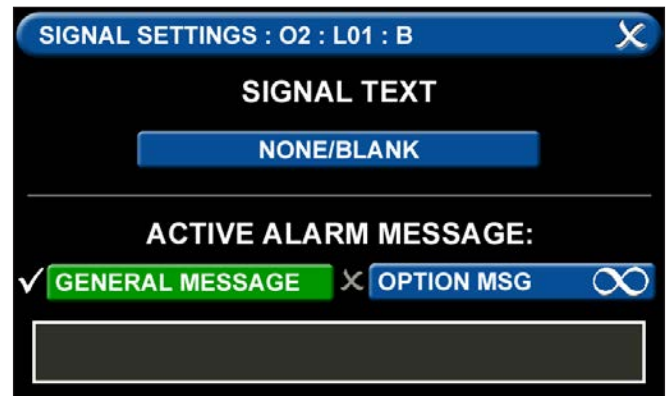 SIGNAL SETTINGS : O2 : L01 : B
SIGNAL TEXT
NONE/BLANK
ACTIVE ALARM MESSAGE:
GENERAL MESSAGE OPTION MSG